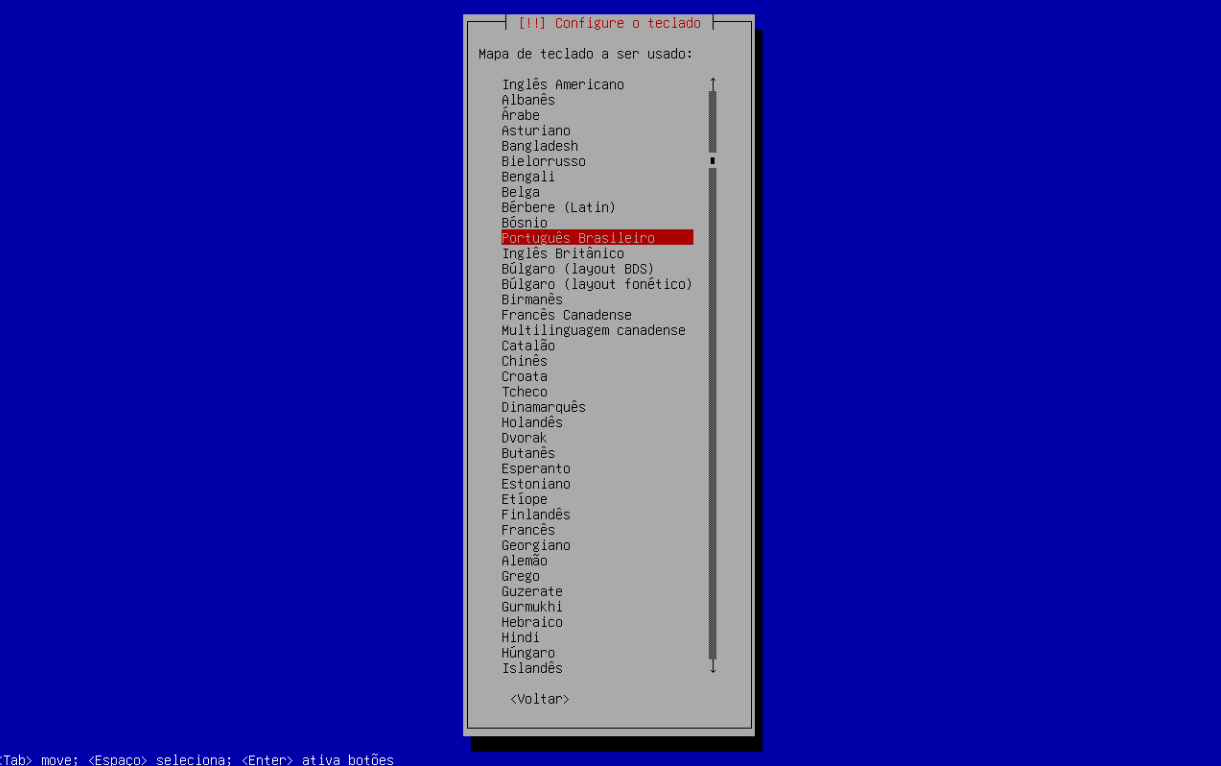 [!!] Configure o teclado
Mapa de teclado a ser usado:
Inglês Americano
Albanês
Árabe
Asturiano
Bangladesh
Bielorrusso
Bengali
Belga
Bérbere (Latin)
Bósnio
Português Brasileiro
Inglês Britânico
Búlgaro (layout BDS)
Búlgaro (layout fonético)
Birmanês
Francês Canadense
Multilinguagem canadense
Catalão
Chinês
Croata
Tcheco
Dinamarquês
Holandês
Dvorak
Butanês
Esperanto
Estoniano
Etíope
Finlandês
Francês
Georgiano
Alemão
Grego
Guzerate
Gurmukhi
Hebraico
Hindi
Húngaro
Islandês
<Voltar>
<Tab> move; <Espaço> seleciona; <Enter> ativa botões